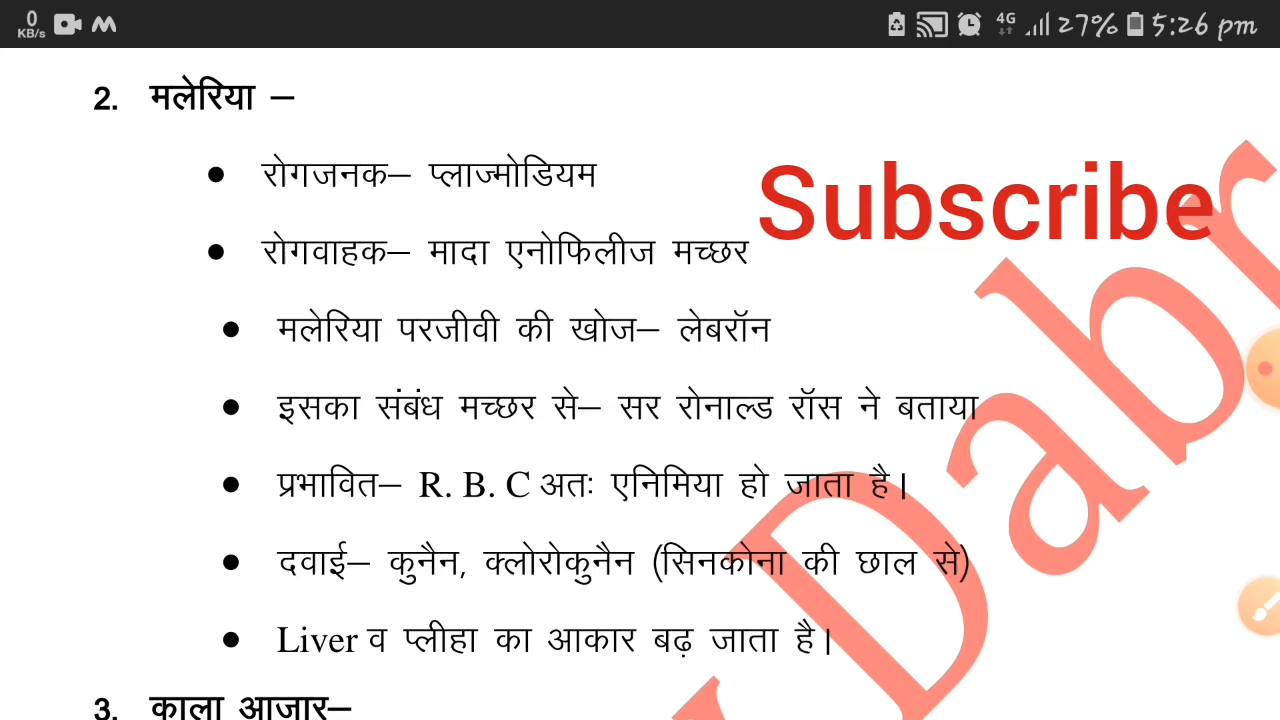 0 KB/s 4G 27% 5:26 pm
2. मलेरिया –
● रोगजनक– प्लाज्मोडियम
Subscribe
● रोगवाहक– मादा एनोफिलीज मच्छर
● मलेरिया परजीवी की खोज– लेबरॉन
● इसका संबंध मच्छर से– सर रोनाल्ड रॉस ने बताया
● प्रभावित– R. B. C अतः एनिमिया हो जाता है।
● दवाई– कुनैन, क्लोरोकुनैन (सिनकोना की छाल से)
● Liver व प्लीहा का आकार बढ़ जाता है।
3. काला आजार–